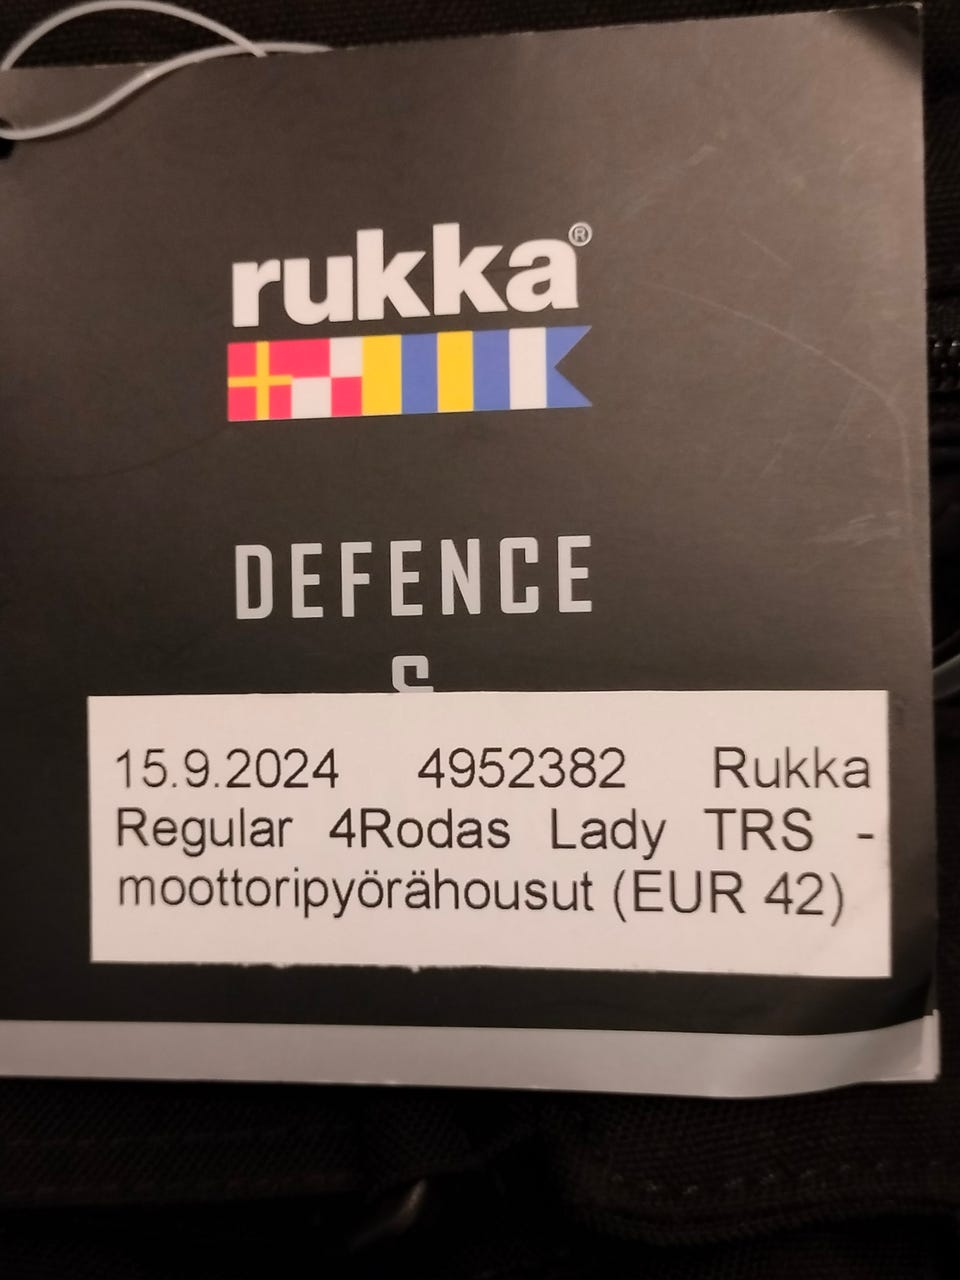 rukka®
DEFENCE
15.9.2024 4952382 Rukka
Regular 4Rodas Lady TRS -
moottoripyörähousut (EUR 42)